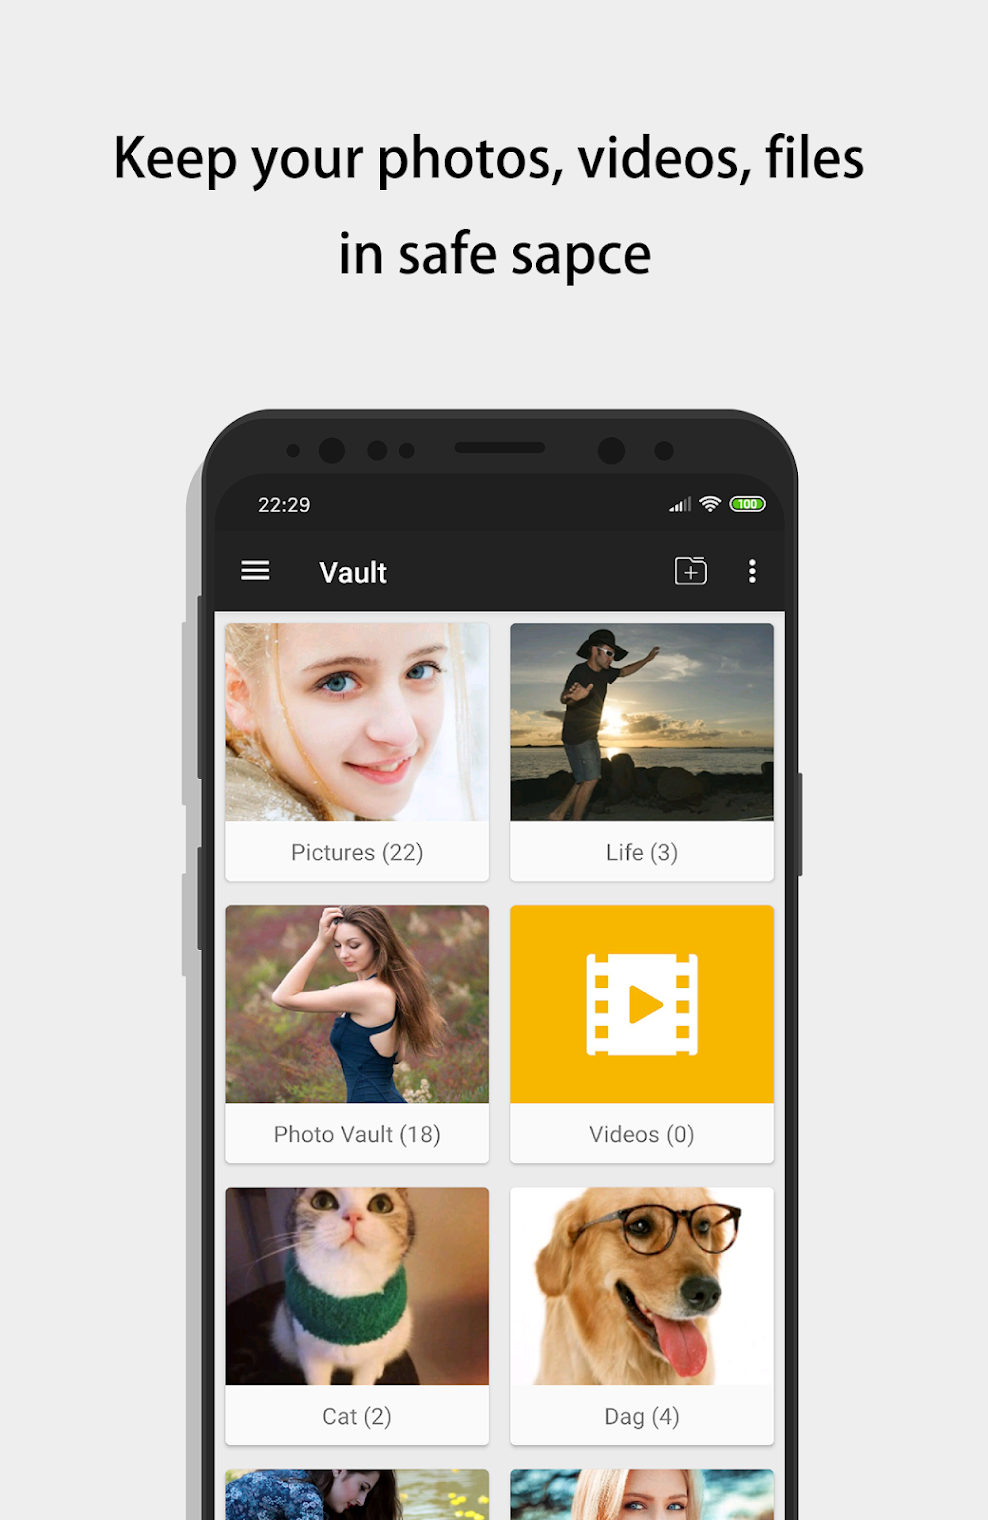 Keep your photos, videos, files
in safe sapce
22:29
100
Vault
Pictures (22)
Life (3)
Photo Vault (18)
Videos (0)
Cat (2)
Dag (4)